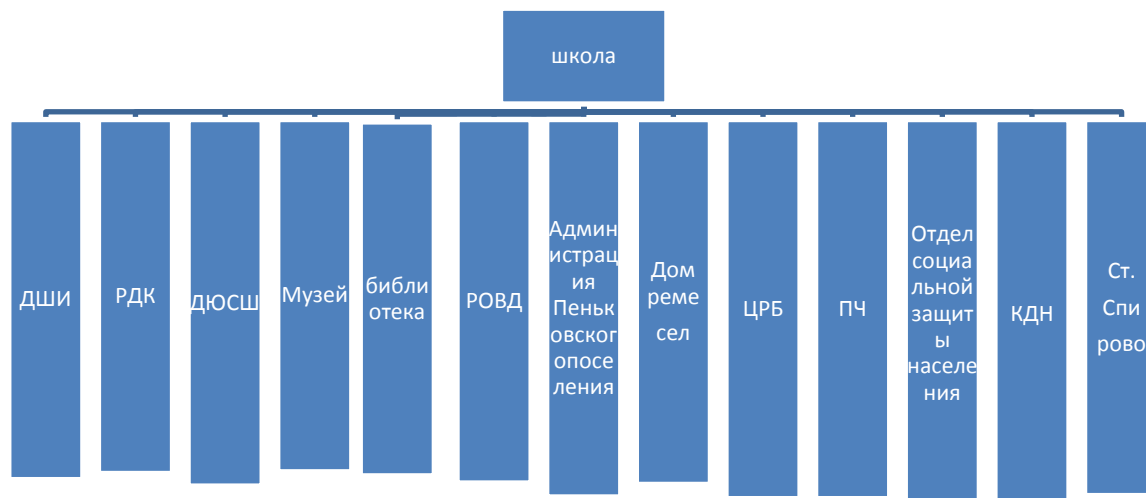 школа
ДШИ
РДК
ДЮСШ
Музей
библи
отека
РОВД
Админ
истрац
ия
Пеньк
овског
опосе
ления
Дом
реме
сел
ЦРБ
ПЧ
Отдел
социа
льной
защит
ы
населе
ния
КДН
Ст.
Спи
рово